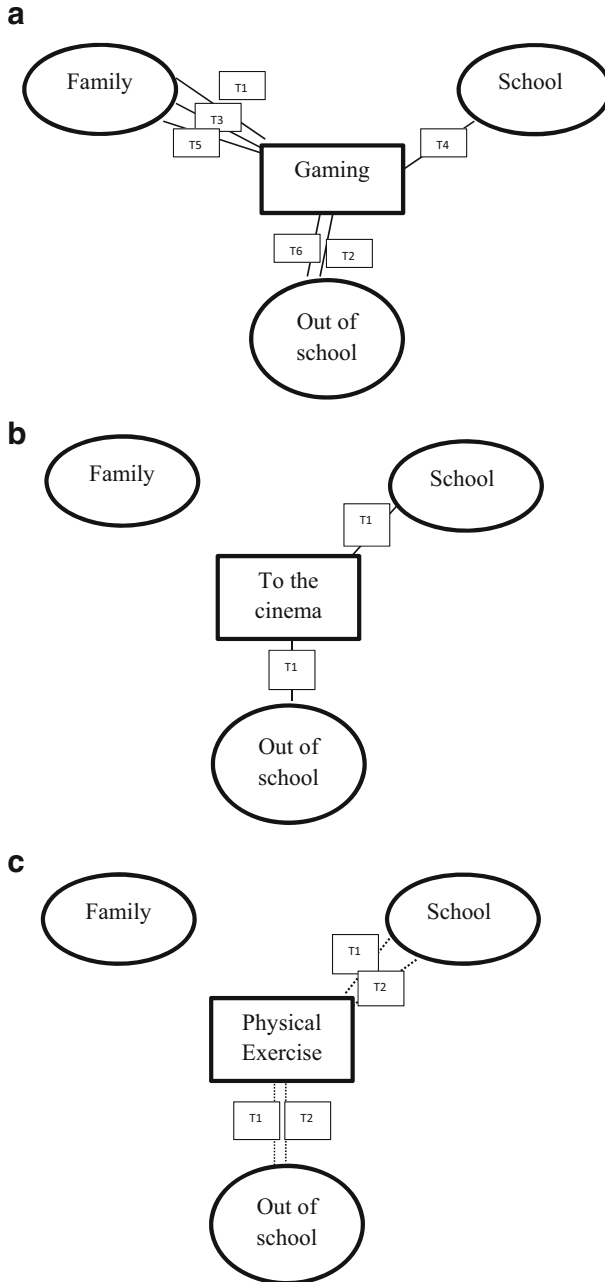 a
Family
School
T1
T3
T5
T4
Gaming
T6
T2
Out of
school
b
Family
School
T1
To the
cinema
T1
Out of
school
c
Family
School
T1
T2
Physical
Exercise
T1
T2
Out of
school